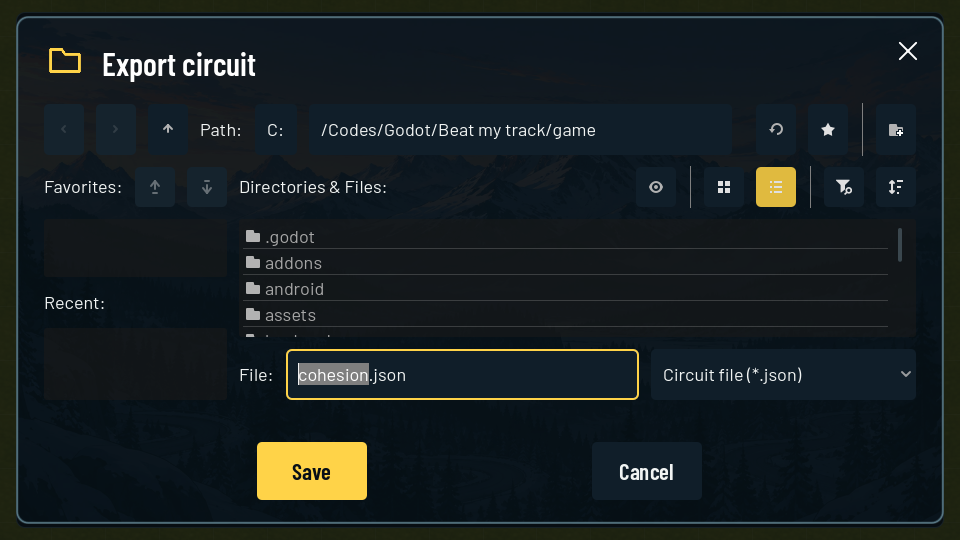 Export circuit
Path: C: /Codes/Godot/Beat my track/game
Favorites: Directories & Files:
.godot
addons
Recent:
android
assets
File: cohesion.json Circuit file (*.json)
Save Cancel